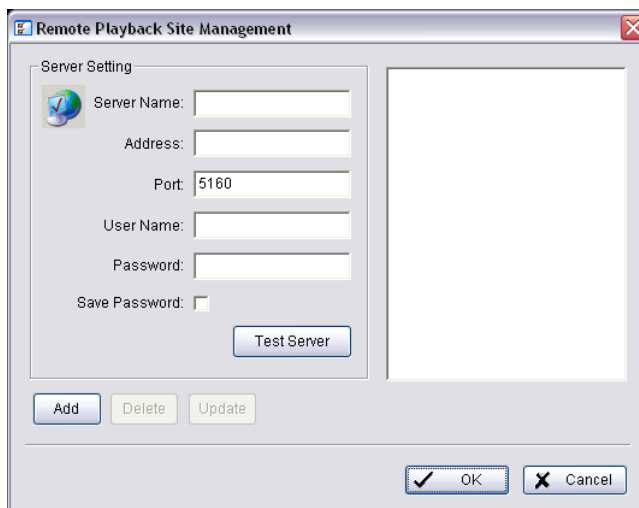 Remote Playback Site Management
Server Setting
Server Name:
Address:
Port: 5160
User Name:
Password:
Save Password:
Test Server
Add Delete Update
OK Cancel